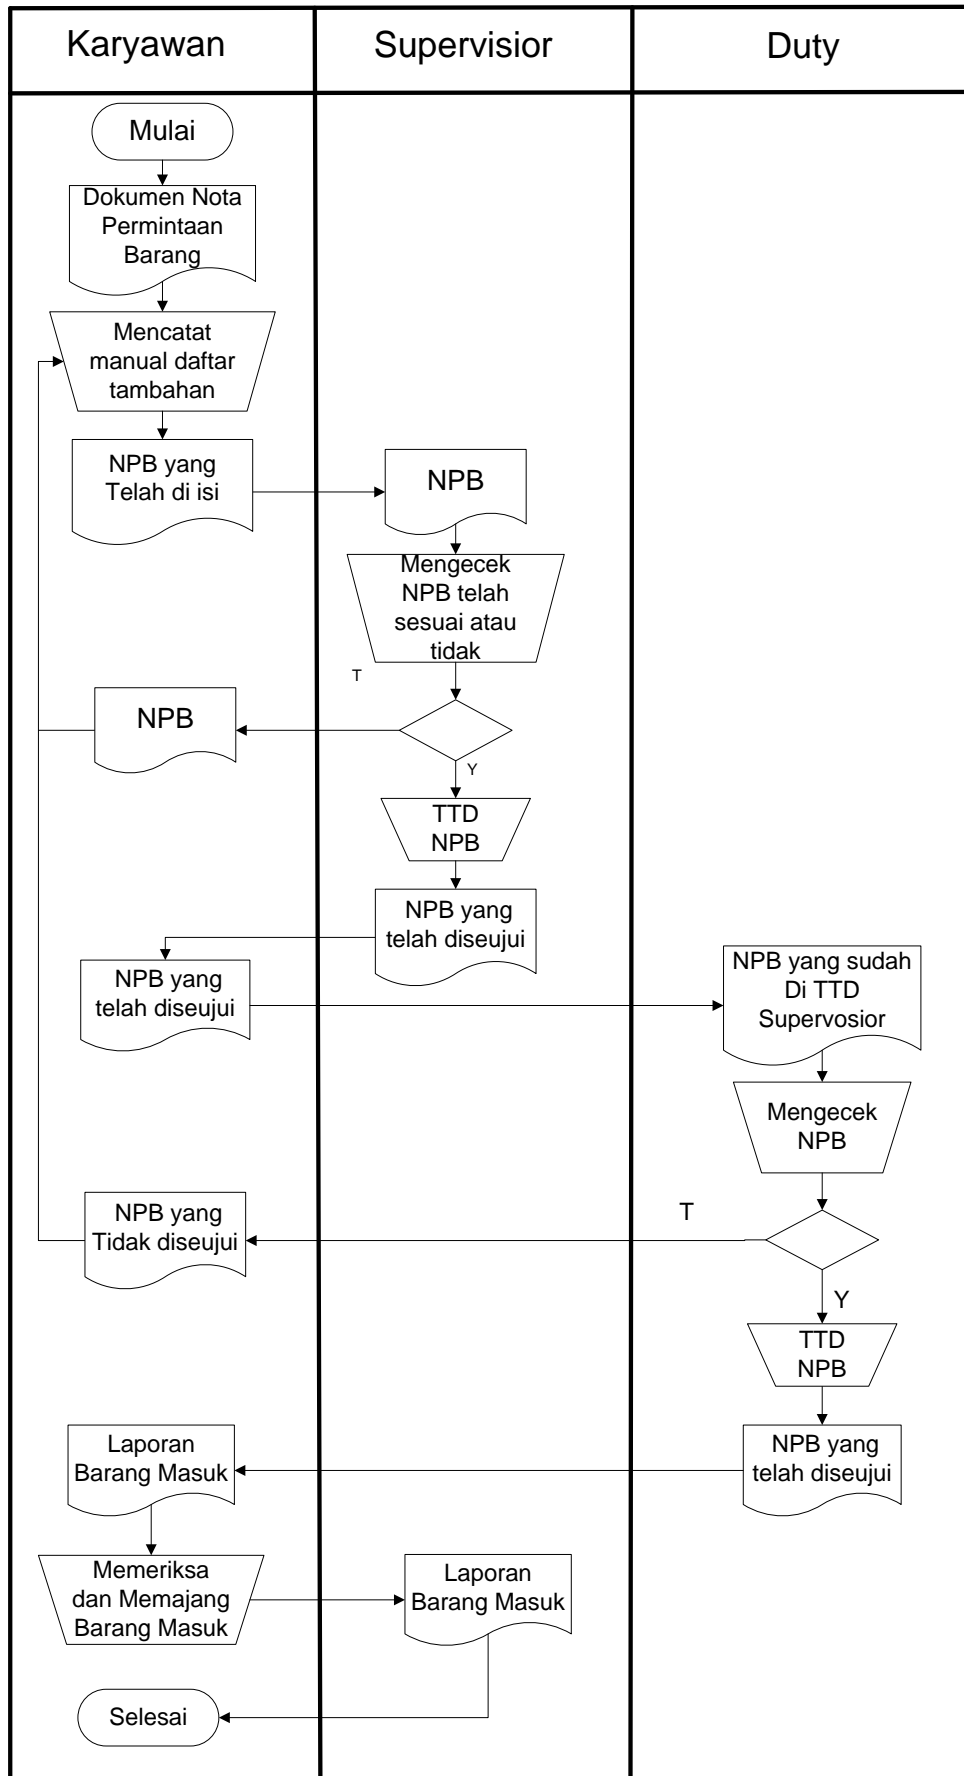 Karyawan
Supervisior
Duty
Mulai
Dokumen Nota
Permintaan
Barang
Mencatat
manual daftar
tambahan
NPB yang
Telah di isi
NPB
Mengecek
NPB telah
sesuai atau
tidak
T
NPB
Y
TTD
NPB
NPB yang
telah diseujui
NPB yang
telah diseujui
NPB yang sudah
Di TTD
Supervosior
Mengecek
NPB
T
NPB yang
Tidak diseujui
Y
TTD
NPB
NPB yang
telah diseujui
Laporan
Barang Masuk
Memeriksa
dan Memajang
Barang Masuk
Laporan
Barang Masuk
Selesai